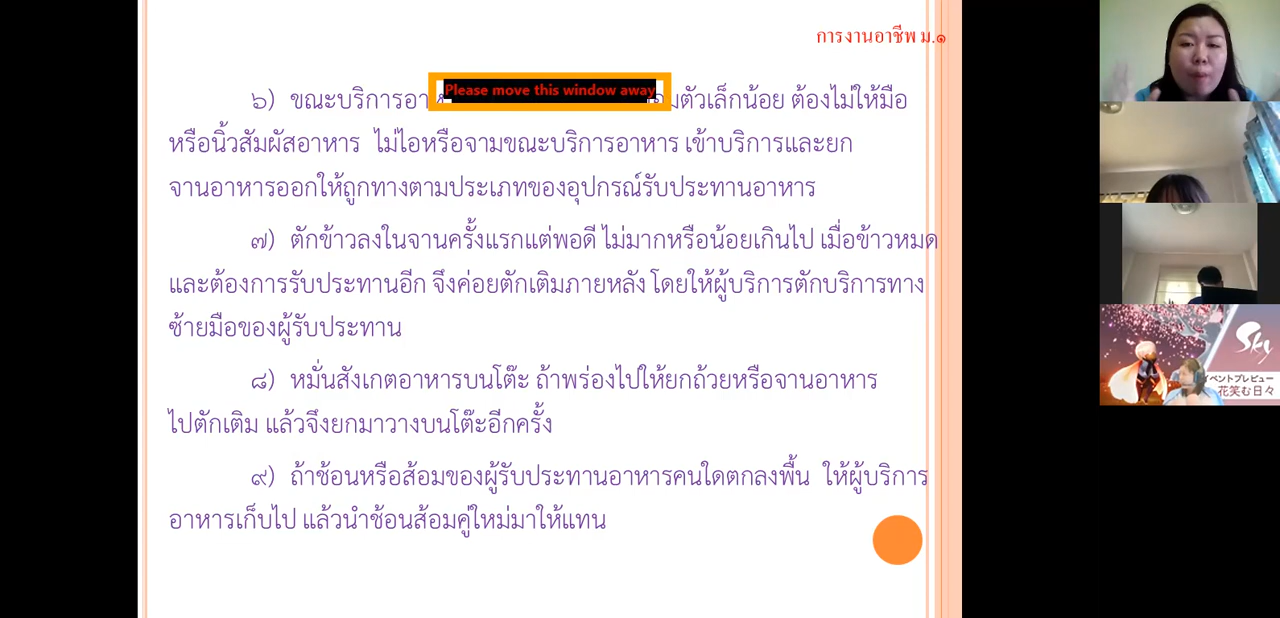 การงานอาชีพ ม.๑
Please move this window away
๖) ขณะบริการอาห ตัวเล็กน้อย ต้องไม่ให้มือ
หรือนิ้วสัมผัสอาหาร ไม่ไอหรือจามขณะบริการอาหาร เข้าบริการและยก
จานอาหารออกให้ถูกทางตามประเภทของอุปกรณ์รับประทานอาหาร
๗) ตักข้าวลงในจานครั้งแรกแต่พอดี ไม่มากหรือน้อยเกินไป เมื่อข้าวหมด
และต้องการรับประทานอีก จึงค่อยตักเติมภายหลัง โดยให้ผู้บริการตักบริการทาง
ซ้ายมือของผู้รับประทาน
๘) หมั่นสังเกตอาหารบนโต๊ะ ถ้าพร่องไปให้ยกถ้วยหรือจานอาหาร
ไปตักเติม แล้วจึงยกมาวางบนโต๊ะอีกครั้ง
๙) ถ้าช้อนหรือส้อมของผู้รับประทานอาหารคนใดตกลงพื้น ให้ผู้บริการ
อาหารเก็บไป แล้วนำช้อนส้อมคู่ใหม่มาให้แทน
Sky
イベントプレビュー
花笑む日々